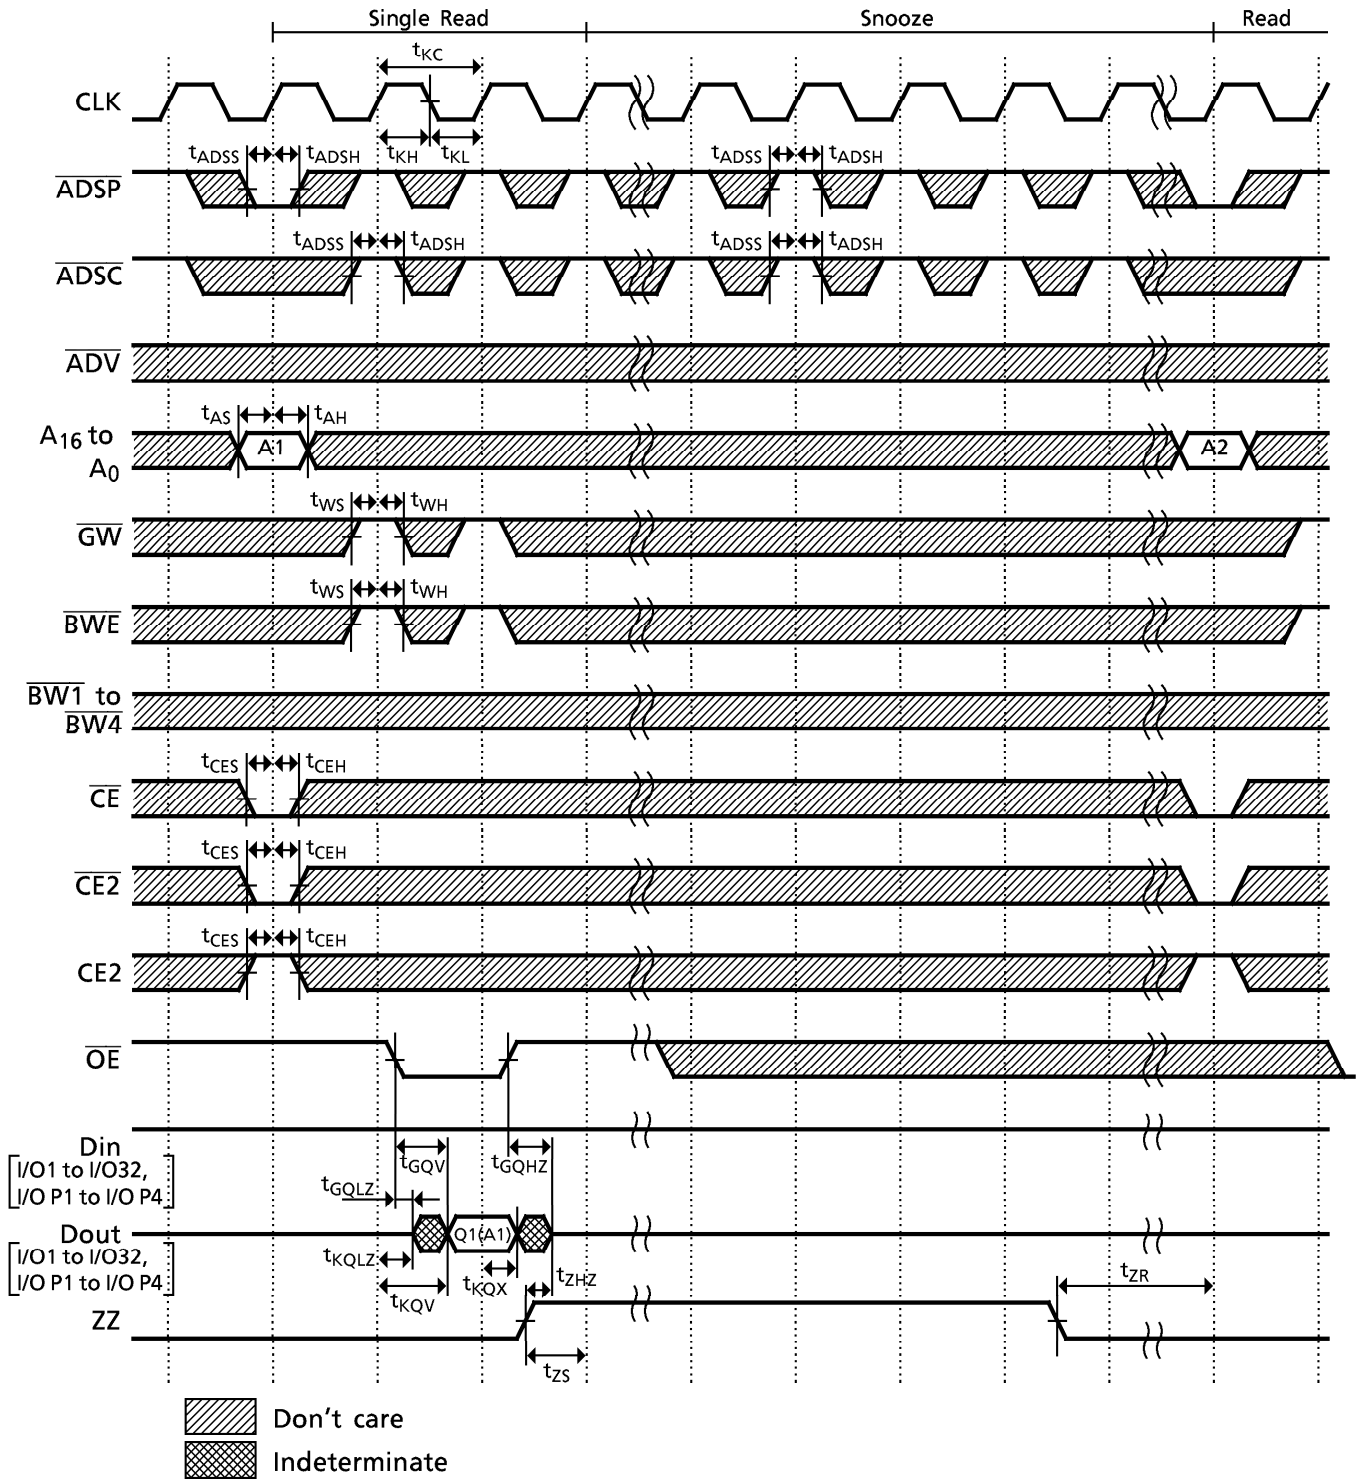 Single Read Snooze Read
tKC
CLK
tADSS tADSH tKH tKL tADSS tADSH
ADSP
tADSS tADSH tADSS tADSH
ADSC
ADV
tAS tAH
A16 to
A0
A1 A2
tWS tWH
GW
tWS tWH
BWE
BW1 to
BW4
tCES tCEH
CE
tCES tCEH
CE2
tCES tCEH
CE2
OE
Din
I/O1 to I/O32,
I/O P1 to I/O P4
tGQV tGQHZ
tGQLZ
Dout
Q1(A1)
I/O1 to I/O32,
I/O P1 to I/O P4
tKQLZ
tKQV tKQX tZHZ tZR
ZZ
tZS
Don't care
Indeterminate